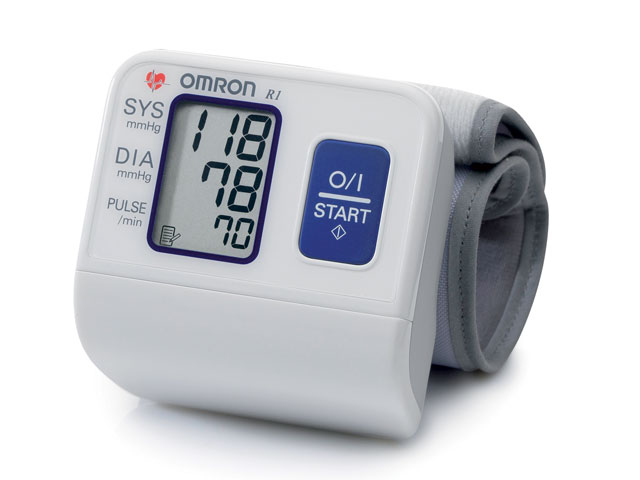 OMRON R1
SYS
mmHg
118
DIA
mmHg
78
PULSE
/min
70
O/I
START